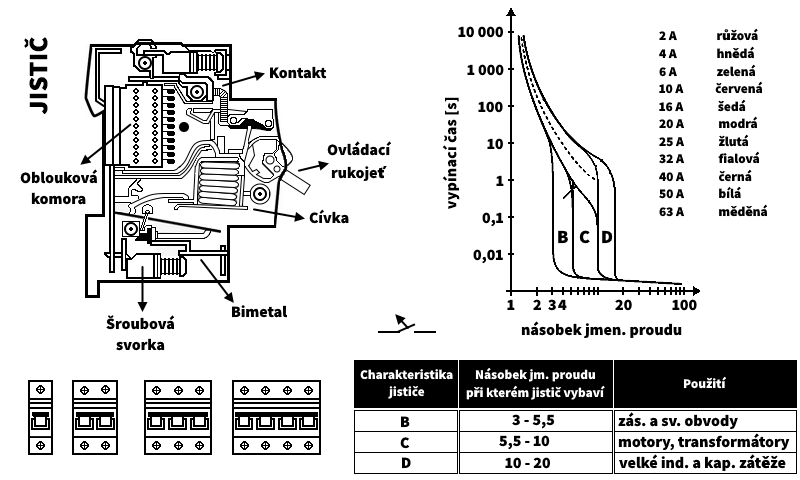 JISTIČ
Kontakt
Ovládací
rukojeť
Oblouková
komora
Cívka
Bimetal
Šroubová
svorka
vypínací čas [s]
10 000
1 000
100
10
1
0,1
0,01
B C D
1 2 3 4 20 100
násobek jmen. proudu
2 A růžová
4 A hnědá
6 A zelená
10 A červená
16 A šedá
20 A modrá
25 A žlutá
32 A fialová
40 A černá
50 A bílá
63 A měděná
Charakteristika
jističe
Násobek jm. proudu
při kterém jistič vybaví
Použití
B 3 - 5,5 zás. a sv. obvody
C 5,5 - 10 motory, transformátory
D 10 - 20 velké ind. a kap. zátěže